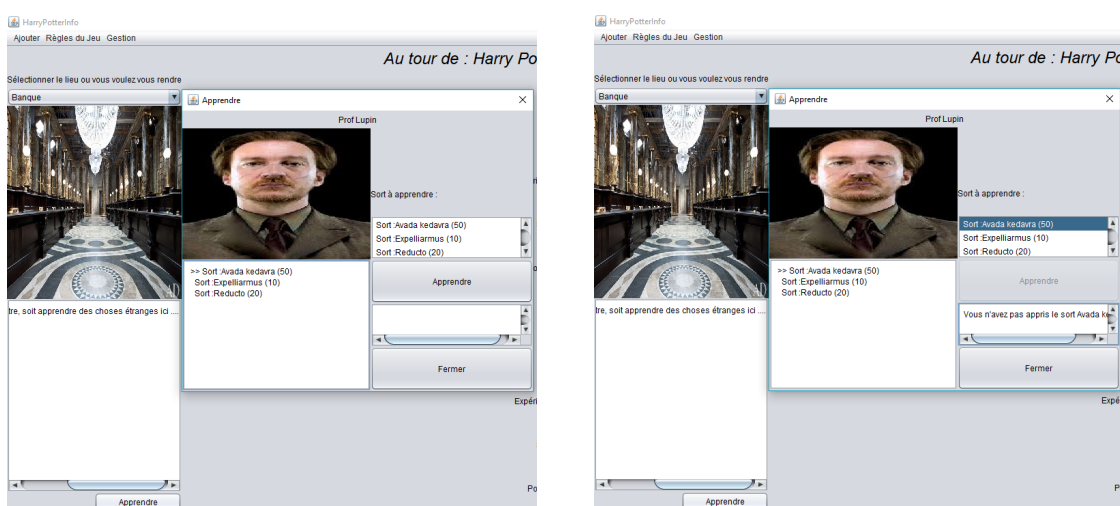 HarryPotterInfo
Ajouter Règles du Jeu Gestion
Au tour de : Harry Po
Sélectionner le lieu ou vous voulez vous rendre
Banque
Apprendre
Prof Lupin
Sort à apprendre :
Sort :Avada kedavra (50)
Sort :Expelliarmus (10)
Sort :Reducto (20)
>> Sort :Avada kedavra (50)
Sort :Expelliarmus (10)
Sort :Reducto (20)
Apprendre
tre, soit apprendre des choses étranges ici ....
Fermer
Expéri
Po
Apprendre
HarryPotterInfo
Ajouter Règles du Jeu Gestion
Au tour de : Harry Po
Sélectionner le lieu ou vous voulez vous rendre
Banque
Apprendre
Prof Lupin
Sort à apprendre :
Sort :Avada kedavra (50)
Sort :Expelliarmus (10)
Sort :Reducto (20)
>> Sort :Avada kedavra (50)
Sort :Expelliarmus (10)
Sort :Reducto (20)
Apprendre
tre, soit apprendre des choses étranges ici ....
Vous n'avez pas appris le sort Avada ke
Fermer
Expé
P
Apprendre